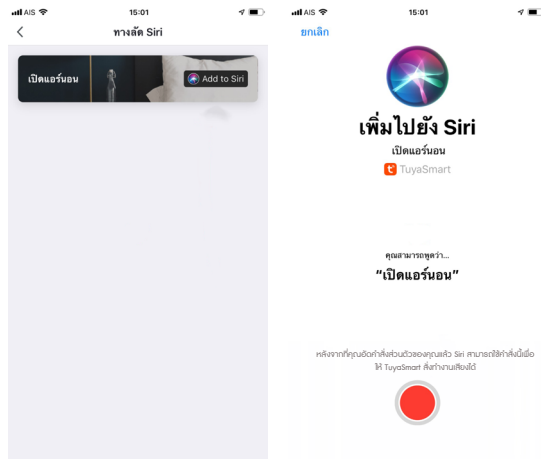 AIS 15:01
ทางลัด Siri
เปิดแอร์นอน
Add to Siri
AIS 15:01
ยกเลิก
เพิ่มไปยัง Siri
เปิดแอร์นอน
TuyaSmart
คุณสามารถพูดว่า...
“เปิดแอร์นอน”
หลังจากที่คุณอัดคำสั่งส่วนตัวของคุณแล้ว Siri สามารถใช้คำสั่งนี้เพื่อ
ให้ TuyaSmart สั่งทำงานเสียงได้